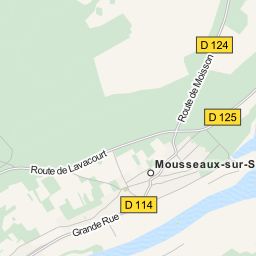 D 124
Route de Moisson
D 125
Route de Lavacourt
Mousseaux-sur-S
D 114
Grande Rue